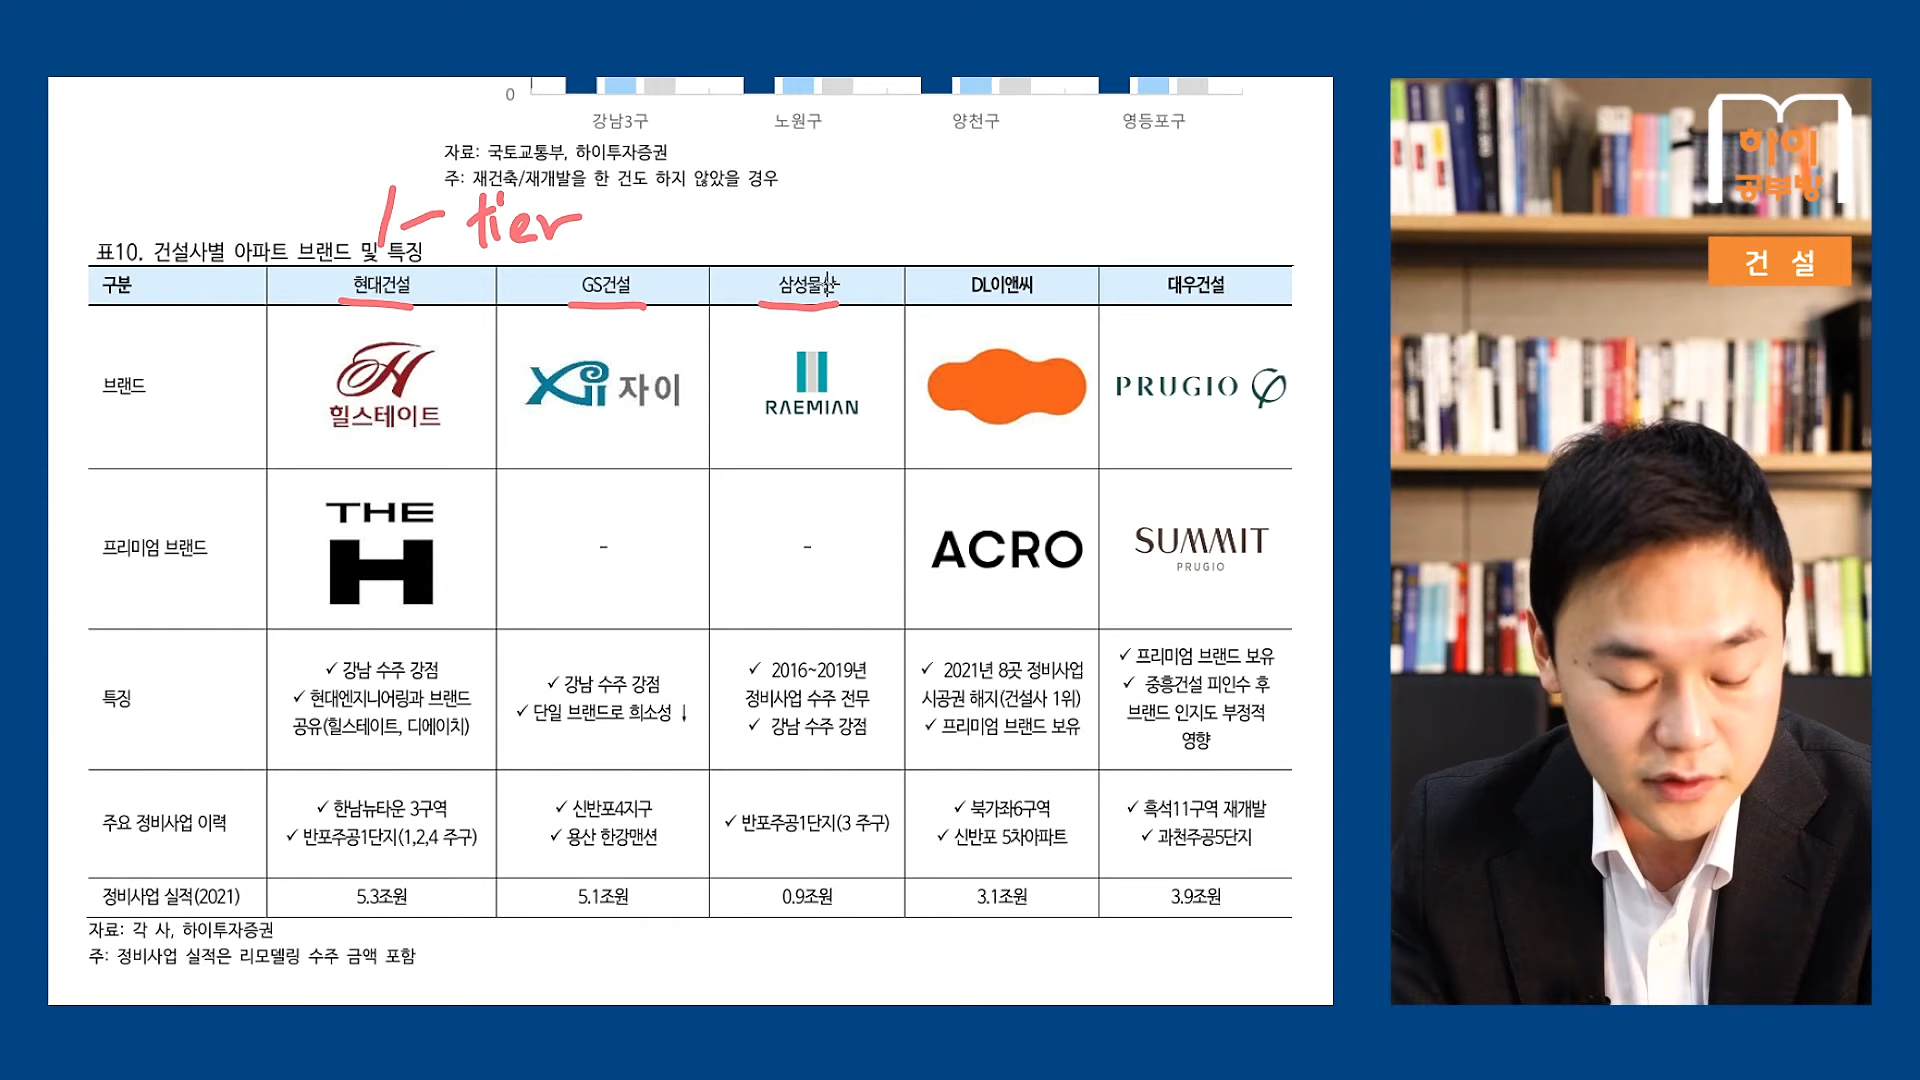 0
강남3구 노원구 양천구 영등포구
자료: 국토교통부, 하이투자증권
주: 재건축/재개발을 한 건도 하지 않았을 경우
1- tier
표10. 건설사별 아파트 브랜드 및 특징
구분 현대건설 GS건설 삼성물산 DL이앤씨 대우건설
브랜드 힐스테이트 Xii 자이 RAEMIAN PRUGIO
프리미엄 브랜드 THE H - - ACRO SUMMIT PRUGIO
특징
✓ 강남 수주 강점
✓ 현대엔지니어링과 브랜드
공유(힐스테이트, 디에이치)
✓ 강남 수주 강점
✓ 단일 브랜드로 희소성 ↓
✓ 2016~2019년
정비사업 수주 전무
✓ 강남 수주 강점
✓ 2021년 8곳 정비사업
시공권 해지(건설사 1위)
✓ 프리미엄 브랜드 보유
✓ 프리미엄 브랜드 보유
✓ 중흥건설 피인수 후
브랜드 인지도 부정적
영향
주요 정비사업 이력
✓ 한남뉴타운 3구역
✓ 반포주공1단지(1,2,4 주구)
✓ 신반포4지구
✓ 용산 한강맨션
✓ 반포주공1단지(3 주구)
✓ 북가좌6구역
✓ 신반포 5차아파트
✓ 흑석11구역 재개발
✓ 과천주공5단지
정비사업 실적(2021) 5.3조원 5.1조원 0.9조원 3.1조원 3.9조원
자료: 각 사, 하이투자증권
주: 정비사업 실적은 리모델링 수주 금액 포함
하이
공부방
건 설